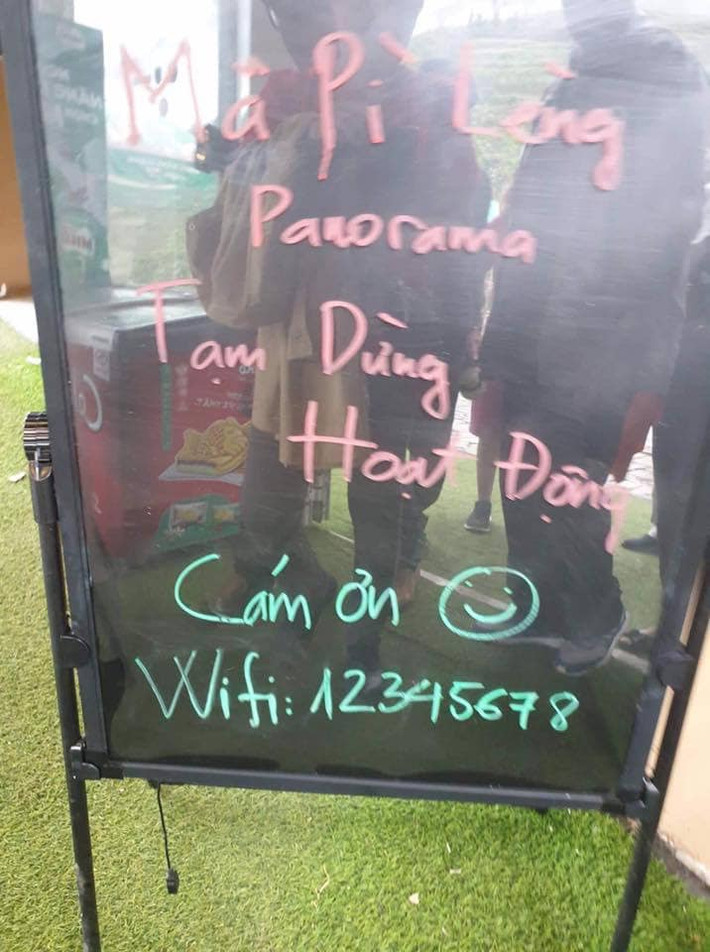 Mã Pì Lèng
Panorama
Tạm Dừng
Hoạt Động
Cám ơn
Wifi: 12345678